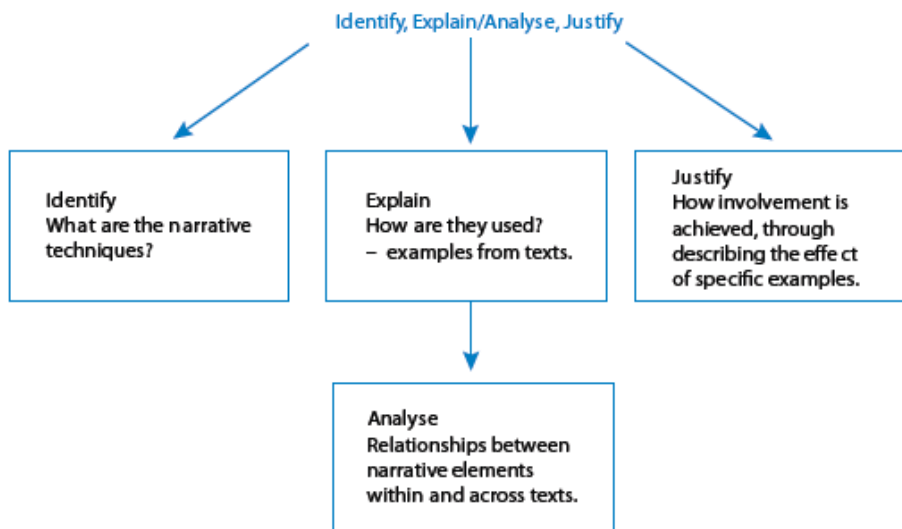 Identify, Explain/Analyse, Justify
Identify
What are the narrative
techniques?
Explain
How are they used?
– examples from texts.
Justify
How involvement is
achieved, through
describing the effe ct
of specific examples.
Analyse
Relationships between
narrative elements
within and across texts.